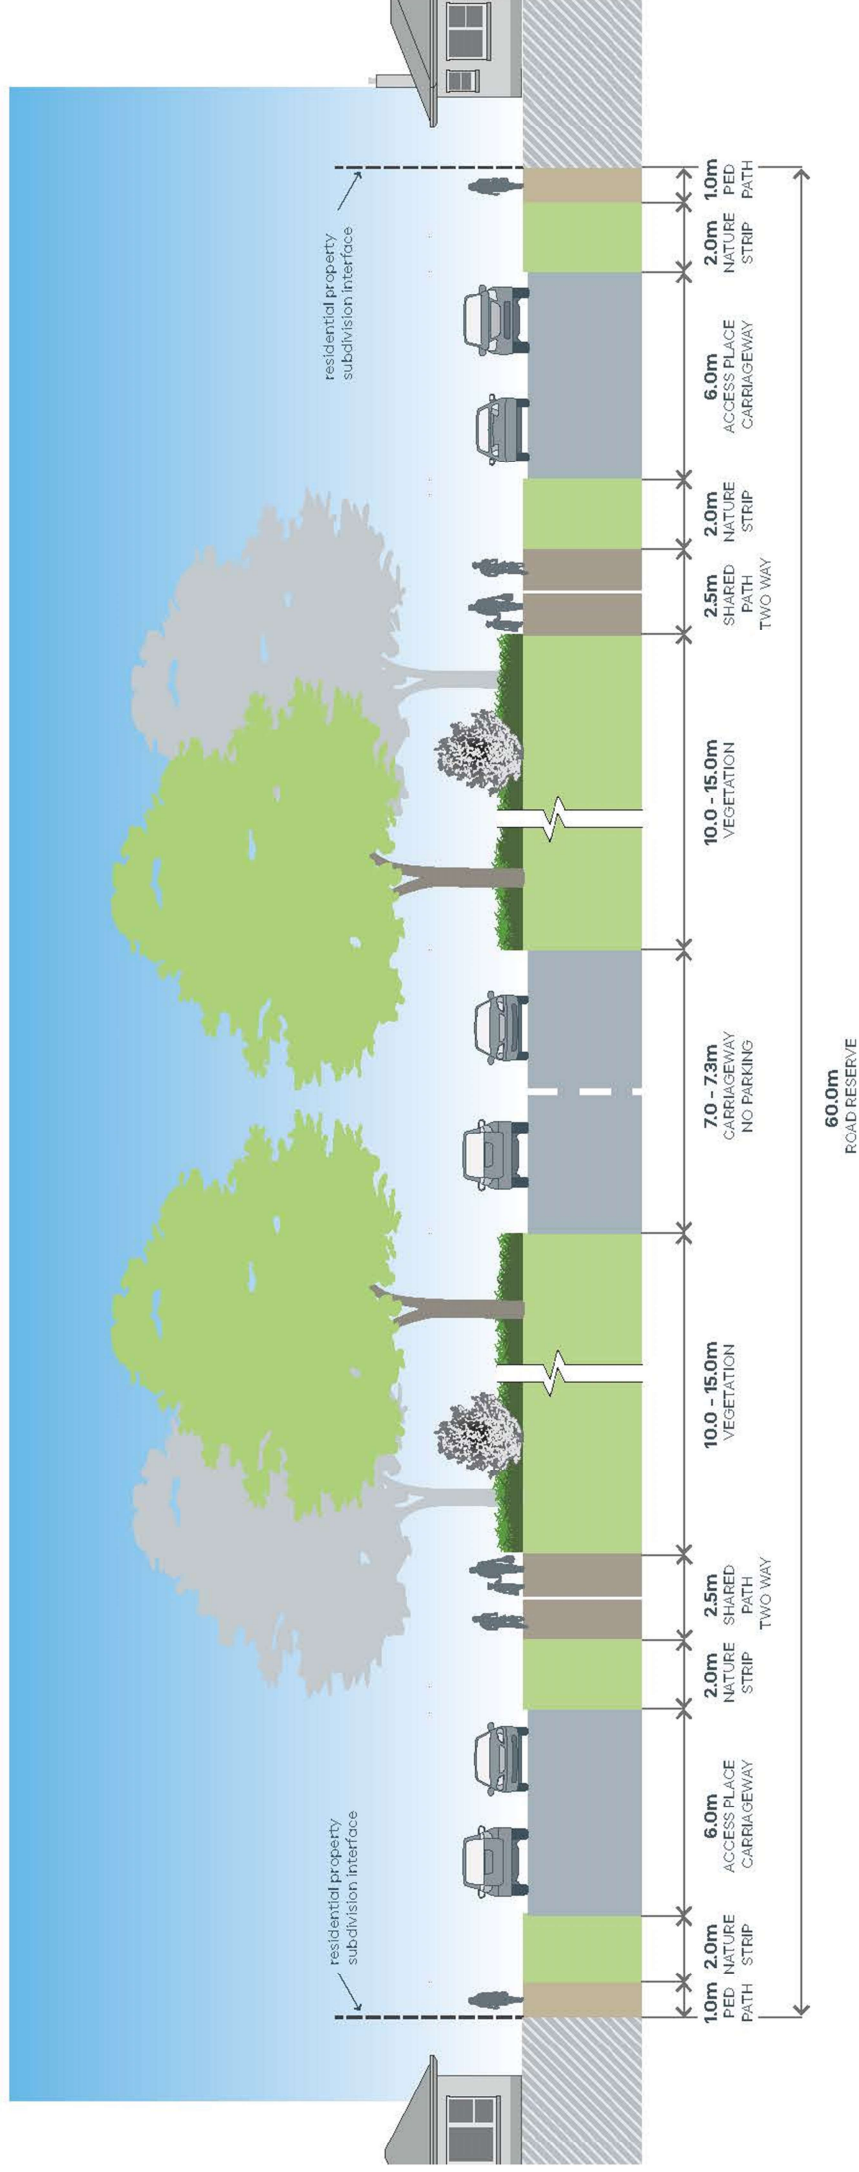 residential property
subdivision interface
residential property
subdivision interface
1.0m
PED
PATH
2.0m
NATURE
STRIP
6.0m
ACCESS PLACE
CARRIAGEWAY
2.0m
NATURE
STRIP
2.5m
SHARED
PATH
TWO WAY
10.0 - 15.0m
VEGETATION
7.0 - 7.3m
CARRIAGEWAY
NO PARKING
10.0 - 15.0m
VEGETATION
2.5m
SHARED
PATH
TWO WAY
2.0m
NATURE
STRIP
6.0m
ACCESS PLACE
CARRIAGEWAY
2.0m
NATURE
STRIP
1.0m
PED
PATH
60.0m
ROAD RESERVE